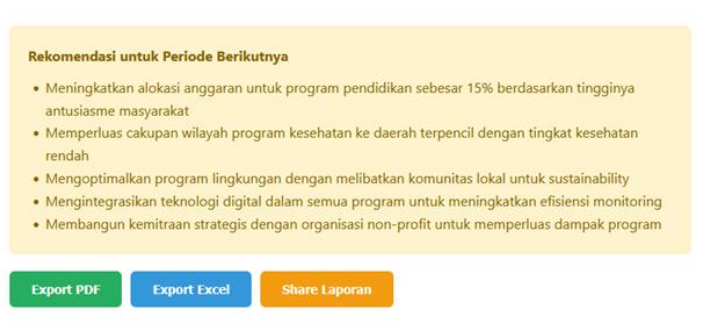 Rekomendasi untuk Periode Berikutnya
• Meningkatkan alokasi anggaran untuk program pendidikan sebesar 15% berdasarkan tingginya
antusiasme masyarakat
• Memperluas cakupan wilayah program kesehatan ke daerah terpencil dengan tingkat kesehatan
rendah
• Mengoptimalkan program lingkungan dengan melibatkan komunitas lokal untuk sustainability
• Mengintegrasikan teknologi digital dalam semua program untuk meningkatkan efisiensi monitoring
• Membangun kemitraan strategis dengan organisasi non-profit untuk memperluas dampak program
Export PDF Export Excel Share Laporan